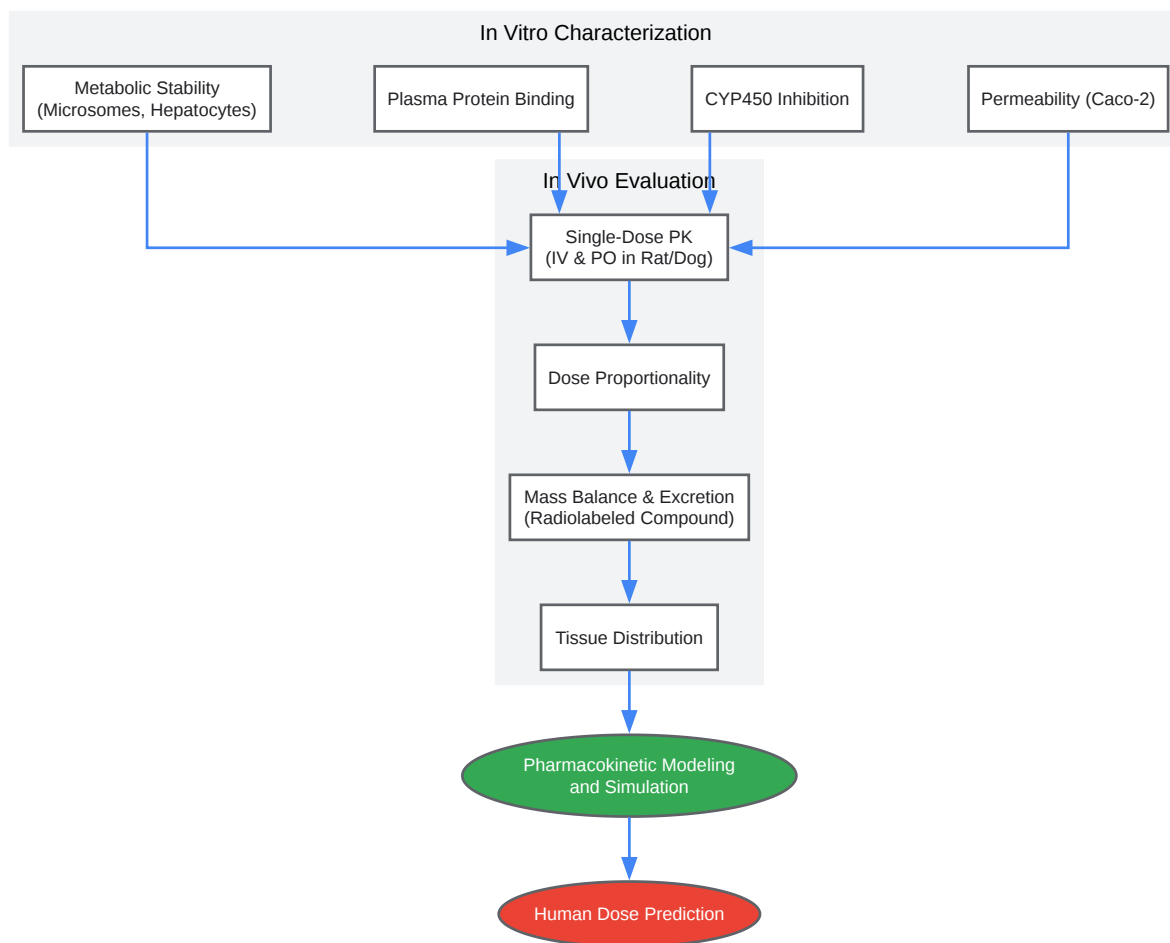 In Vitro Characterization
Metabolic Stability
(Microsomes, Hepatocytes)
Plasma Protein Binding
CYP450 Inhibition
Permeability (Caco-2)
In Vivo Evaluation
Single-Dose PK
(IV & PO in Rat/Dog)
Dose Proportionality
Mass Balance & Excretion
(Radiolabeled Compound)
Tissue Distribution
Pharmacokinetic Modeling
and Simulation
Human Dose Prediction